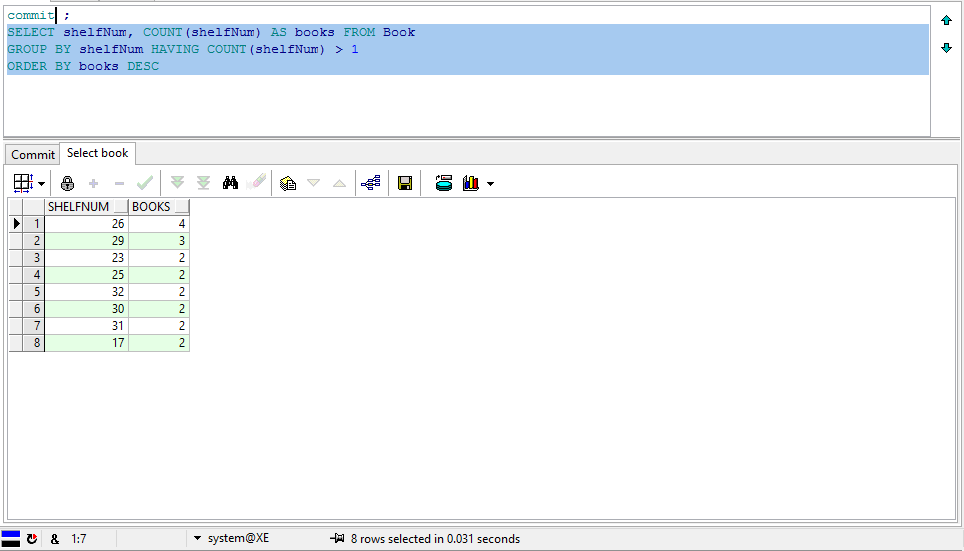 commit ;
SELECT shelfNum, COUNT(shelfNum) AS books FROM Book
GROUP BY shelfNum HAVING COUNT(shelfNum) > 1
ORDER BY books DESC
Commit Select book
SHELFNUM BOOKS
1 26 4
2 29 3
3 23 2
4 25 2
5 32 2
6 30 2
7 31 2
8 17 2
& 1:7 system@XE 8 rows selected in 0.031 seconds